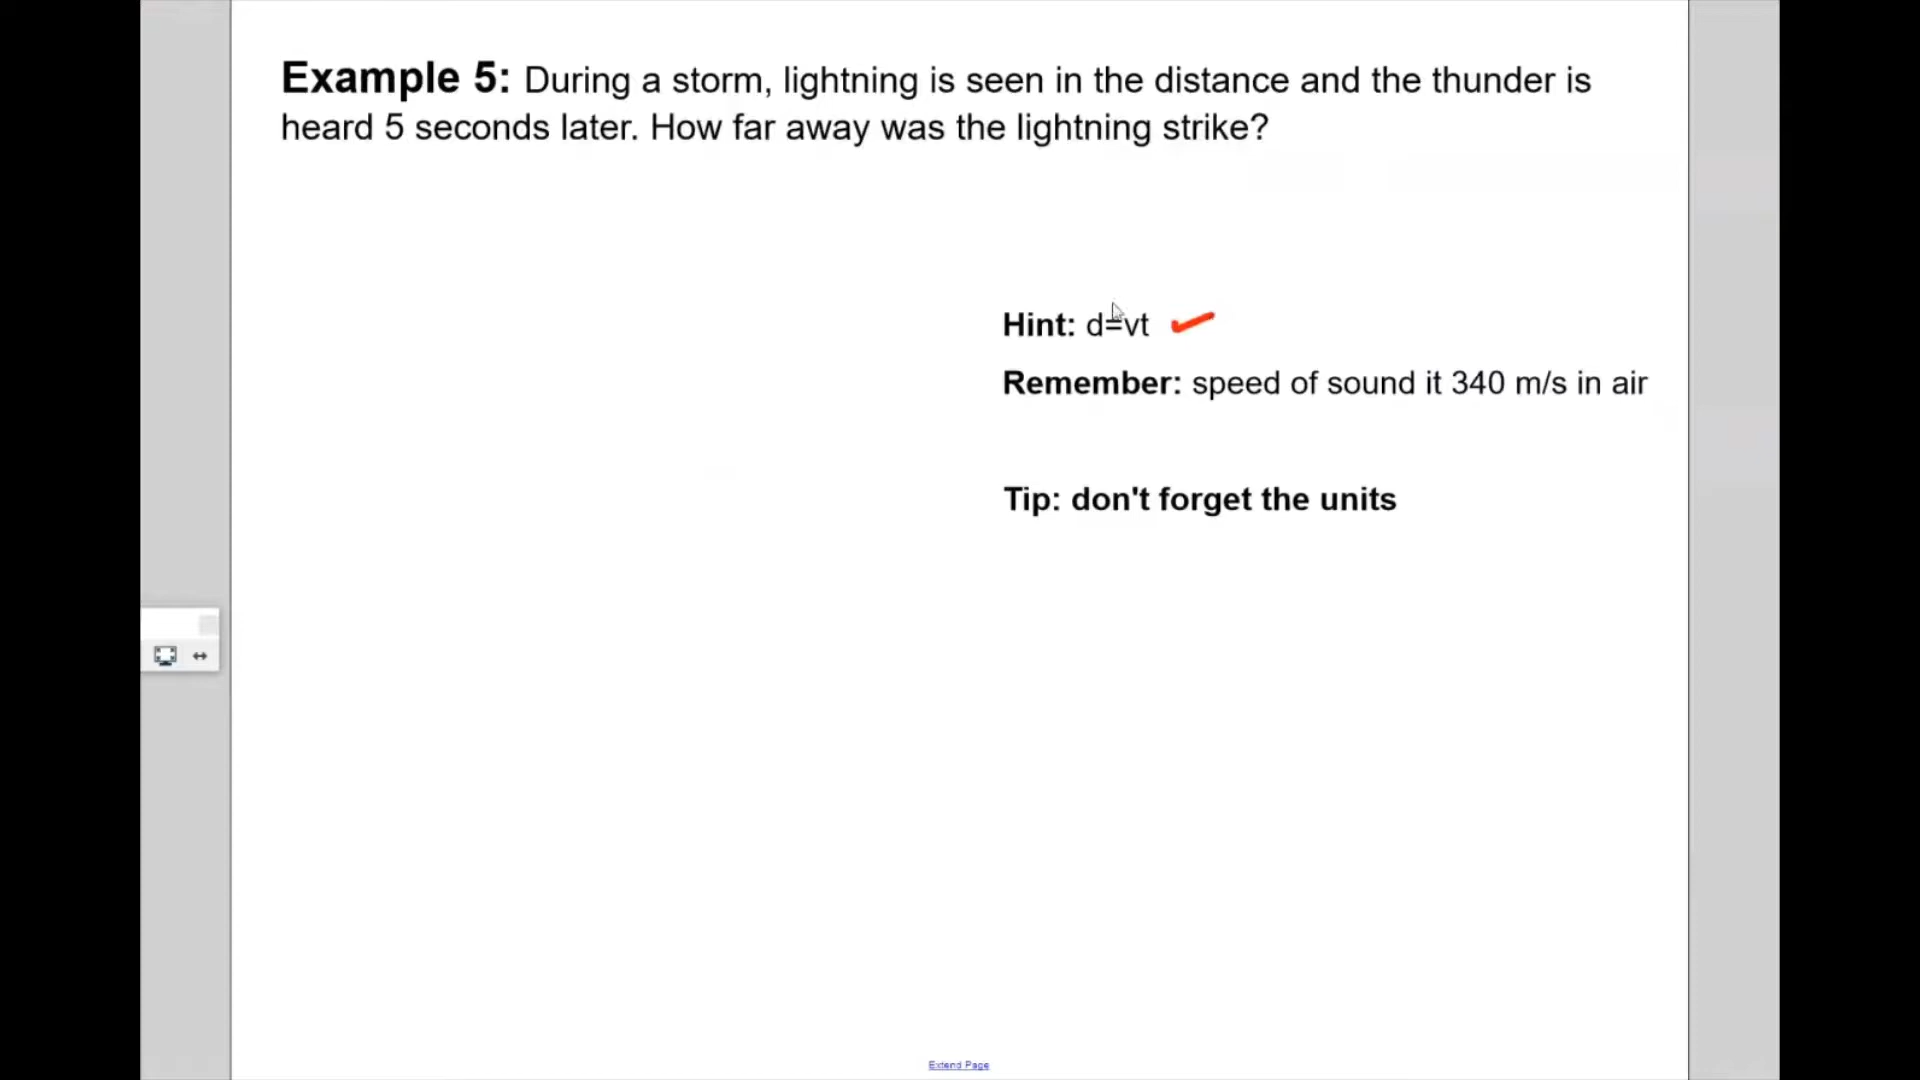 Example 5: During a storm, lightning is seen in the distance and the thunder is
heard 5 seconds later. How far away was the lightning strike?
Hint: d=vt
Remember: speed of sound it 340 m/s in air
Tip: don't forget the units
Extend Page